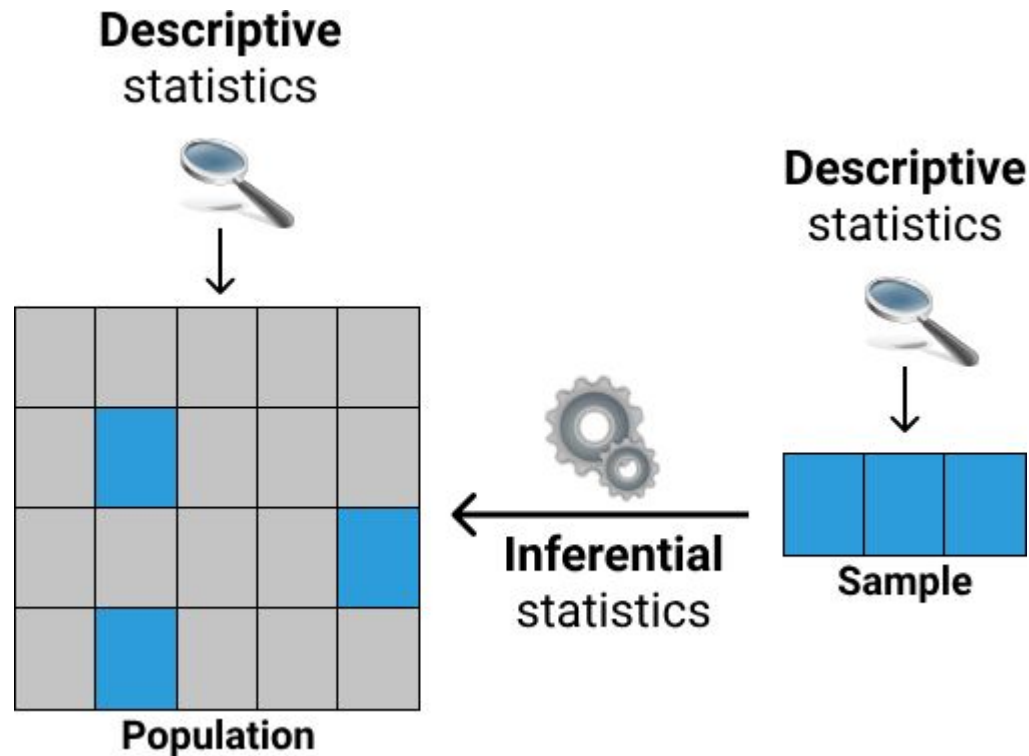 Descriptive
statistics
Descriptive
statistics
Inferential
statistics
Sample
Population